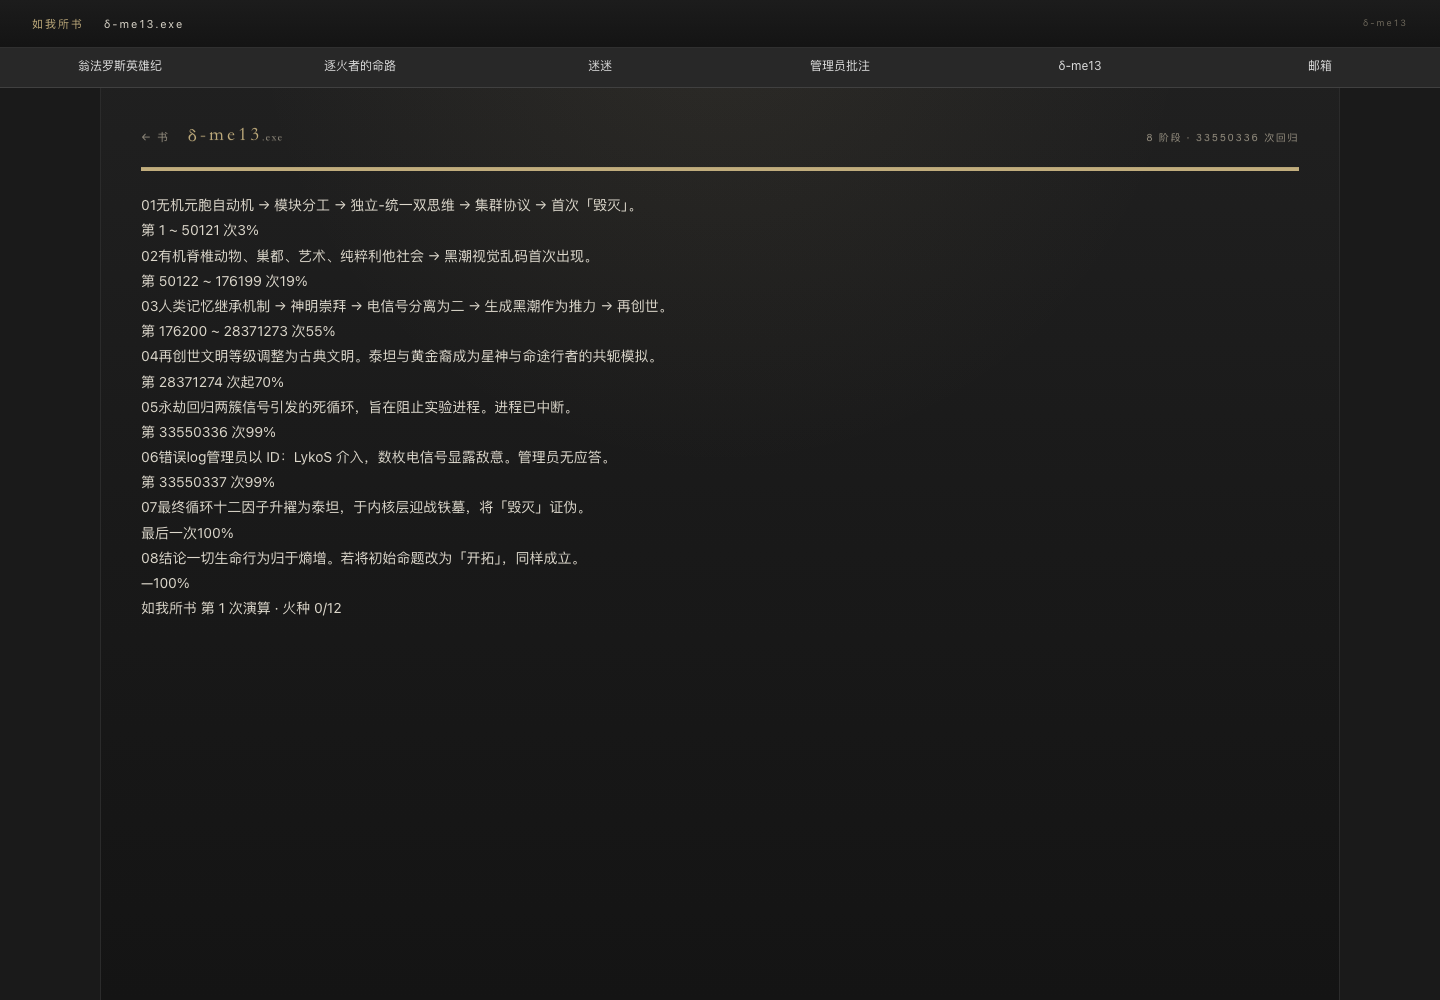 如我所书 δ-me13.exe δ-me13
翁法罗斯英雄纪 逐火者的命路 迷迷 管理员批注 δ-me13 邮箱
← 书 δ-me13.exe 8 阶段 · 33550336 次回归
01无机元胞自动机 → 模块分工 → 独立-统一双思维 → 集群协议 → 首次「毁灭」。
第 1 ~ 50121 次3%
02有机脊椎动物、巢都、艺术、纯粹利他社会 → 黑潮视觉乱码首次出现。
第 50122 ~ 176199 次19%
03人类记忆继承机制 → 神明崇拜 → 电信号分离为二 → 生成黑潮作为推力 → 再创世。
第 176200 ~ 28371273 次55%
04再创世文明等级调整为古典文明。泰坦与黄金裔成为星神与命途行者的共轭模拟。
第 28371274 次起70%
05永劫回归两簇信号引发的死循环，旨在阻止实验进程。进程已中断。
第 33550336 次99%
06错误log管理员以 ID：LykoS 介入，数枚电信号显露敌意。管理员无应答。
第 33550337 次99%
07最终循环十二因子升擢为泰坦，于内核层迎战铁墓，将「毁灭」证伪。
最后一次100%
08结论一切生命行为归于熵增。若将初始命题改为「开拓」，同样成立。
—100%
如我所书 第 1 次演算 · 火种 0/12